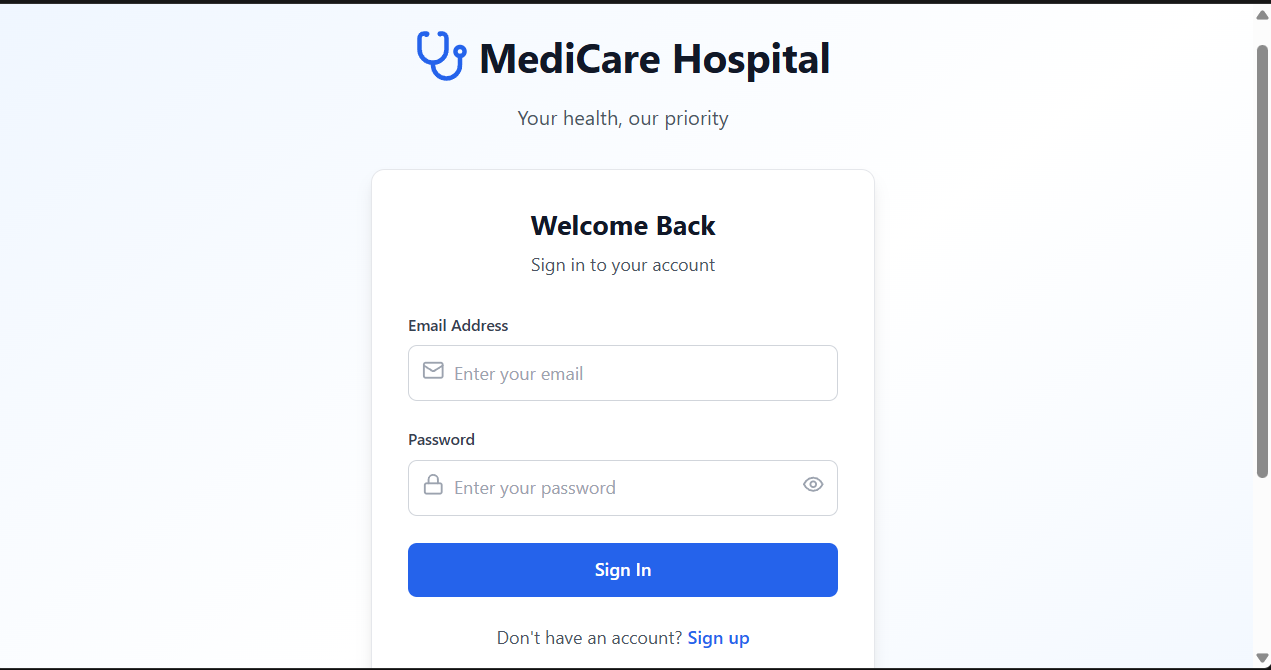 MediCare Hospital
Your health, our priority
Welcome Back
Sign in to your account
Email Address
Enter your email
Password
Enter your password
Sign In
Don't have an account? Sign up